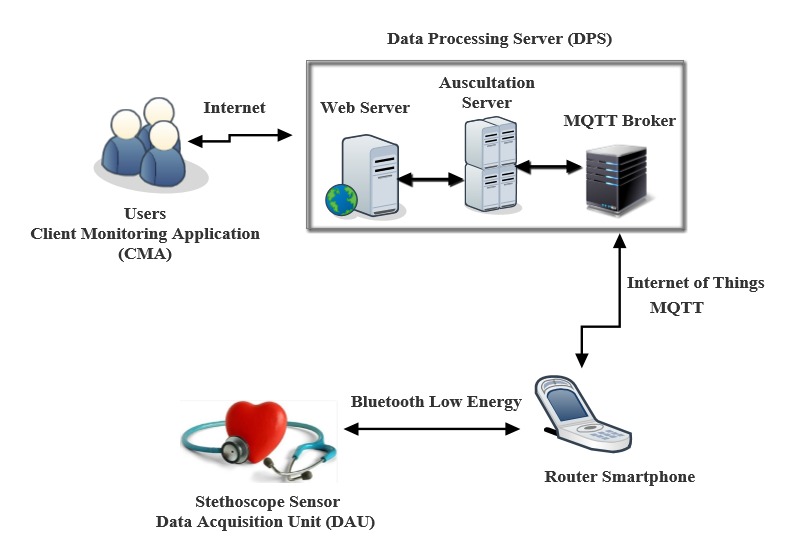 Data Processing Server (DPS)
Internet
Web Server
Auscultation
Server
MQTT Broker
Users
Client Monitoring Application
(CMA)
Internet of Things
MQTT
Bluetooth Low Energy
Router Smartphone
Stethoscope Sensor
Data Acquisition Unit (DAU)